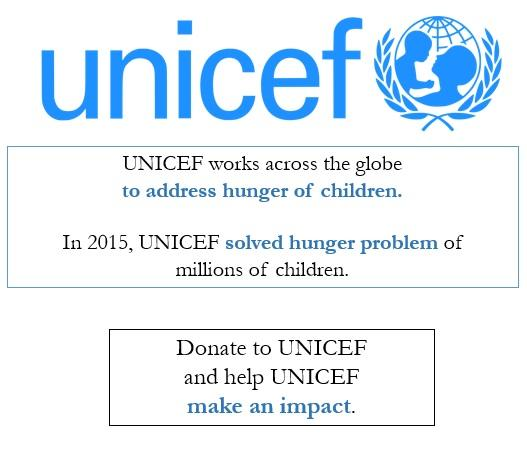 unicef
UNICEF works across the globe
to address hunger of children.
In 2015, UNICEF solved hunger problem of
millions of children.
Donate to UNICEF
and help UNICEF
make an impact.